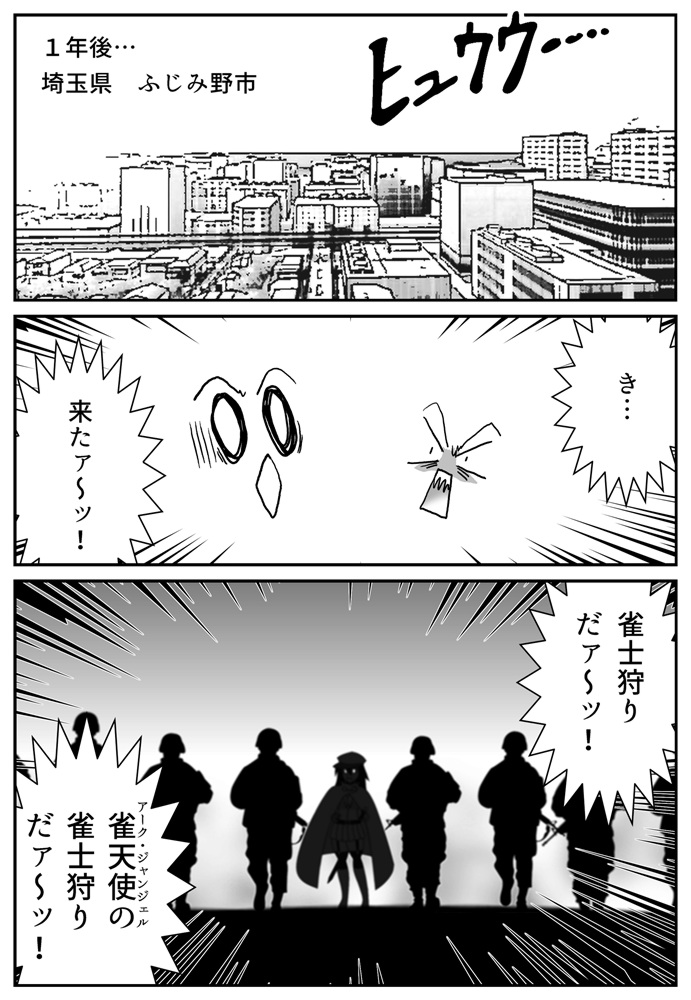 １年後…
埼玉県　ふじみ野市
ヒュウウ…‥
き…
来たァ～ッ！
雀士狩り
だァ～ッ！
アーク・ジャンジェル
雀天使の
雀士狩り
だァ～ッ！